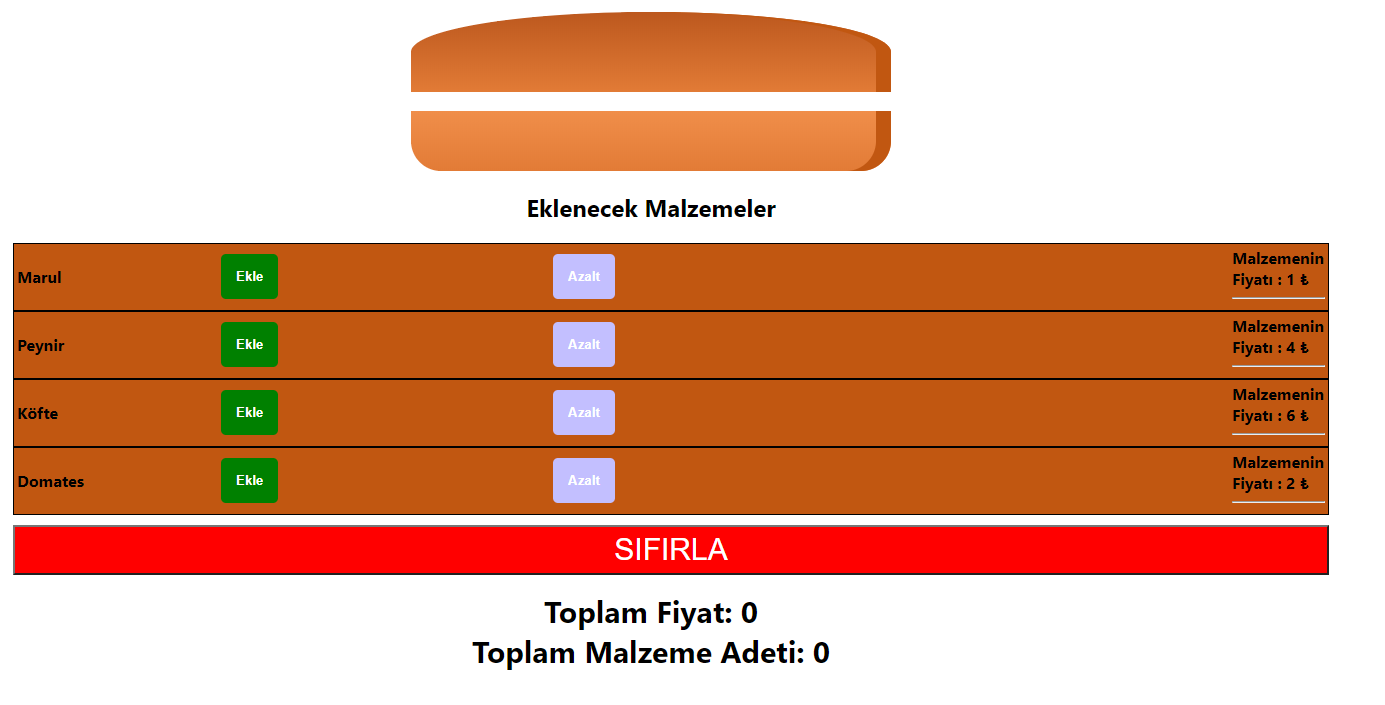 Eklenecek Malzemeler
Marul Ekle Azalt Malzemenin
Fiyatı : 1 ₺
Peynir Ekle Azalt Malzemenin
Fiyatı : 4 ₺
Köfte Ekle Azalt Malzemenin
Fiyatı : 6 ₺
Domates Ekle Azalt Malzemenin
Fiyatı : 2 ₺
SIFIRLA
Toplam Fiyat: 0
Toplam Malzeme Adeti: 0